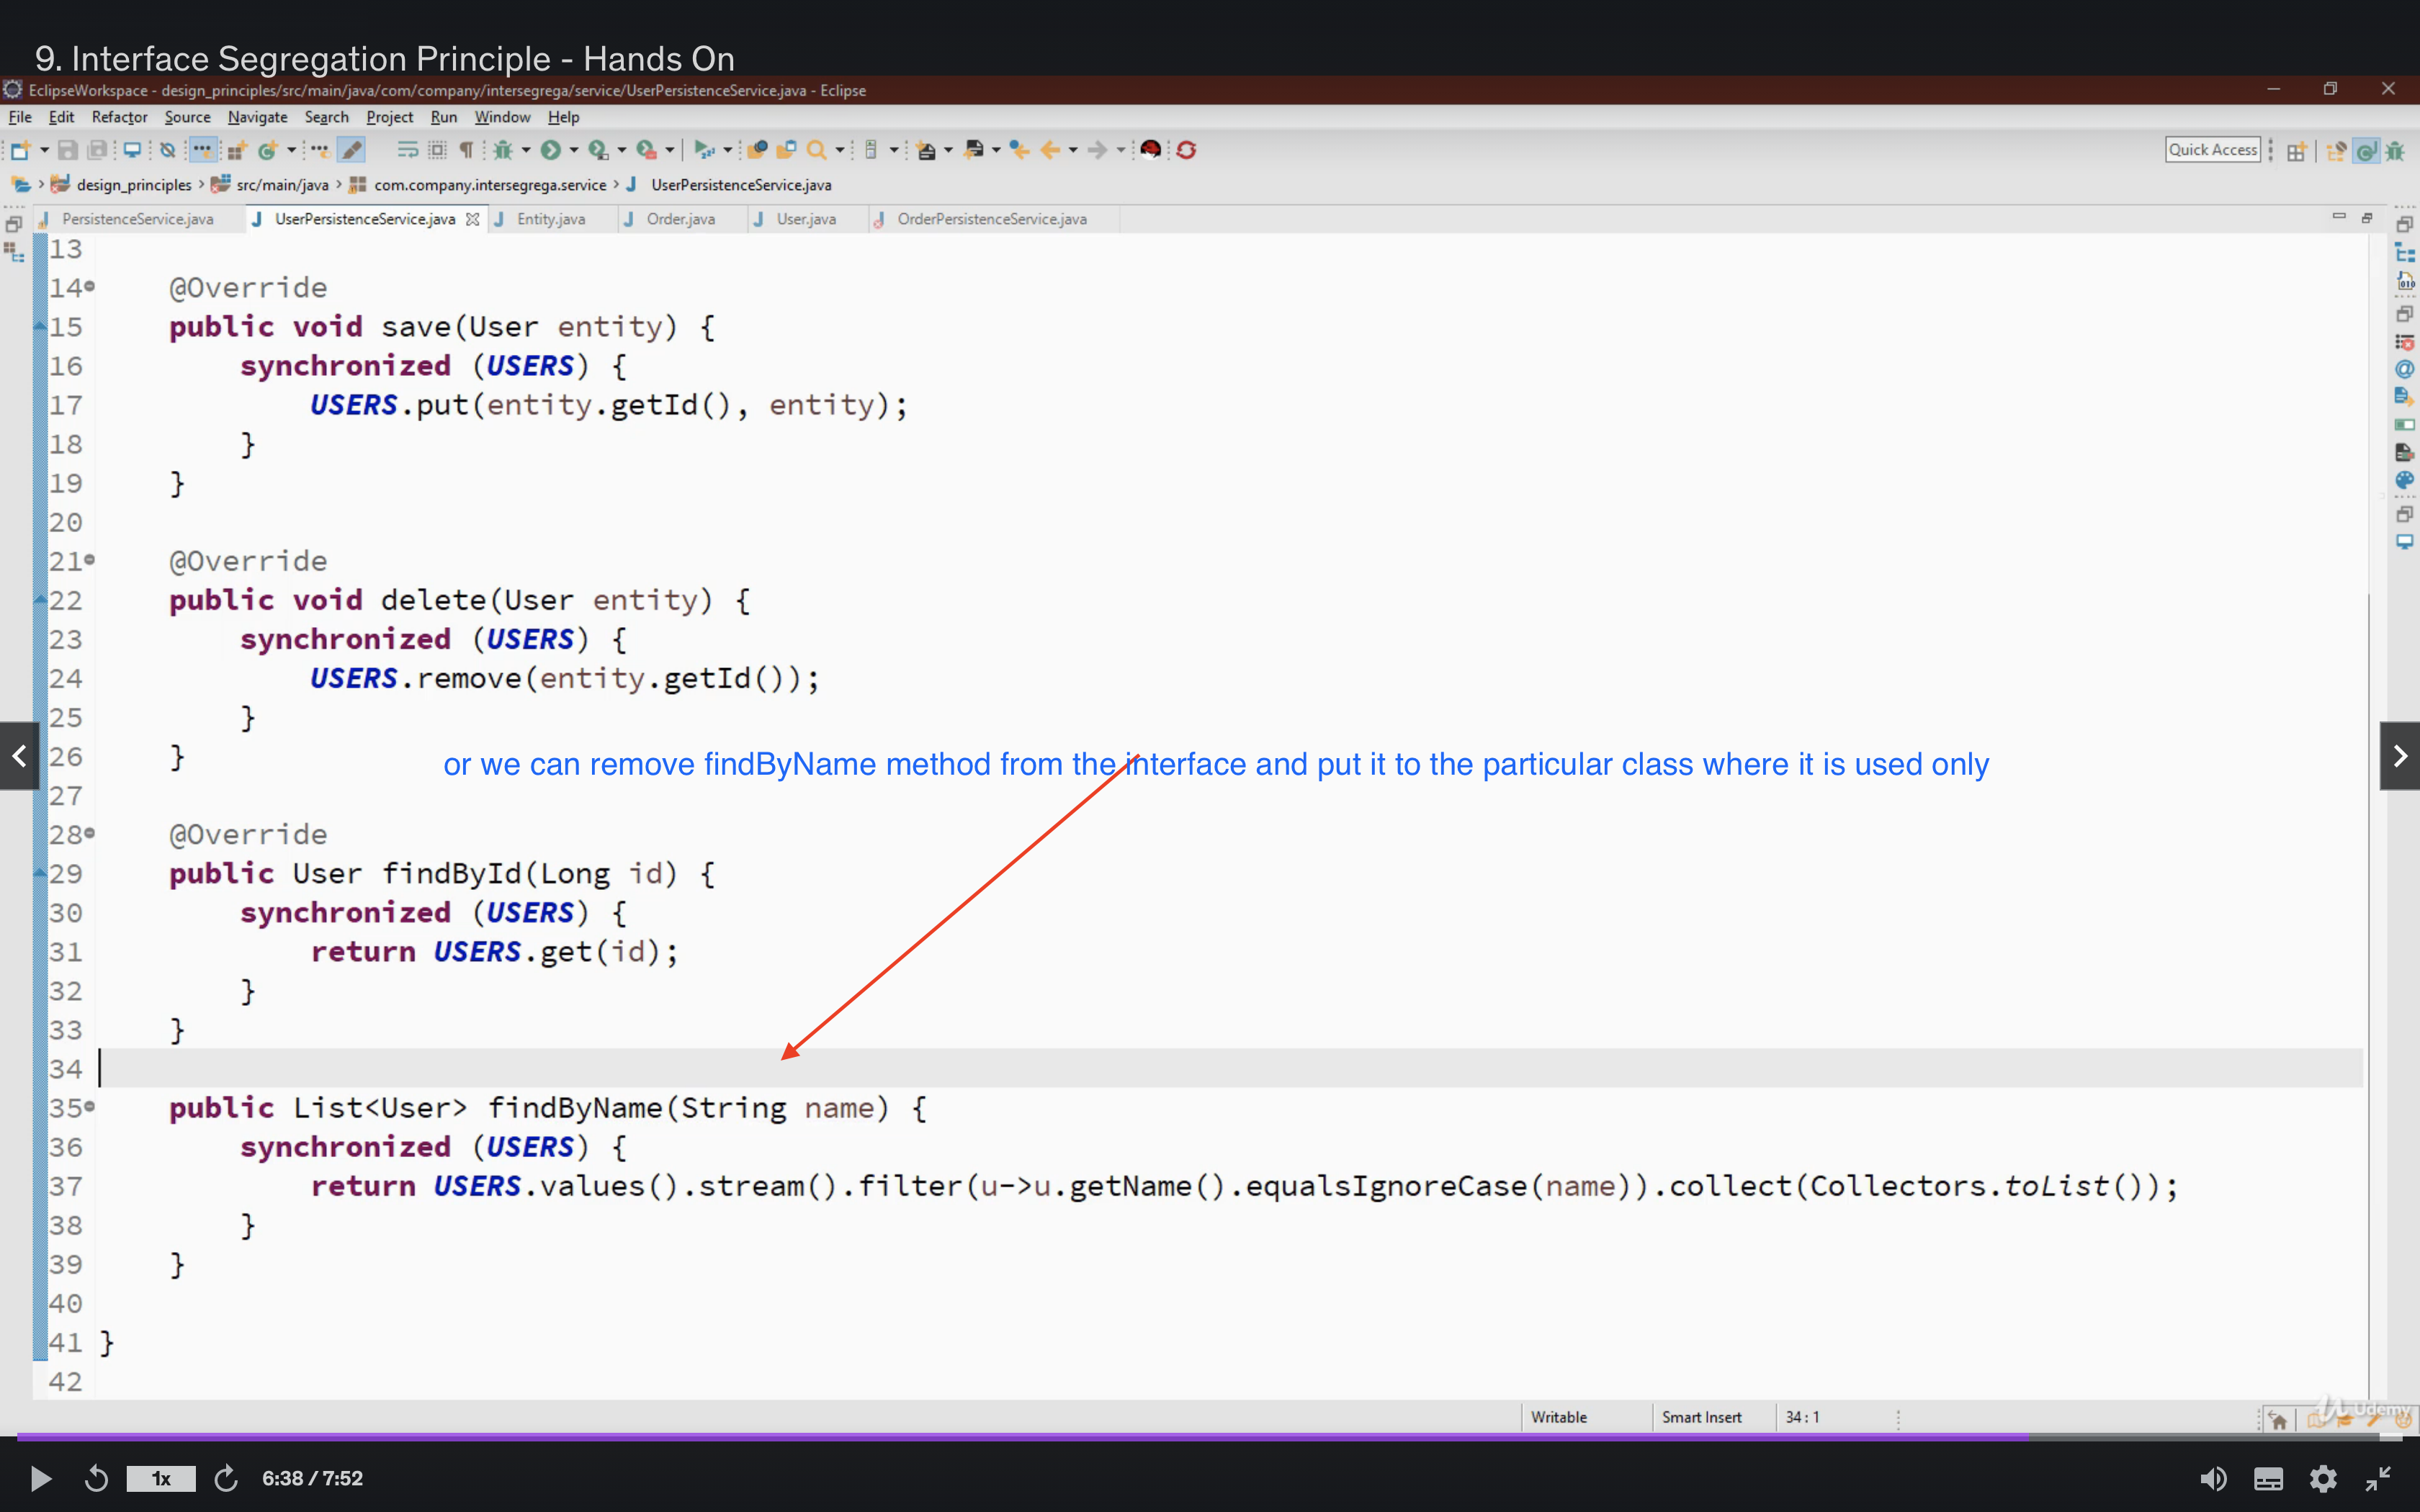 9. Interface Segregation Principle - Hands On
EclipseWorkspace - design_principles/src/main/java/com/company/intersegrega/service/UserPersistenceService.java - Eclipse
File Edit Refactor Source Navigate Search Project Run Window Help
Quick Access
design_principles src/main/java com.company.intersegrega.service UserPersistenceService.java
PersistenceService.java UserPersistenceService.java Entity.java Order.java User.java OrderPersistenceService.java
13
14 @Override
15 public void save(User entity) {
16 synchronized (USERS) {
17 USERS.put(entity.getId(), entity);
18 }
19 }
20
21 @Override
22 public void delete(User entity) {
23 synchronized (USERS) {
24 USERS.remove(entity.getId());
25 }
26 }
or we can remove findByName method from the interface and put it to the particular class where it is used only
27
28 @Override
29 public User findById(Long id) {
30 synchronized (USERS) {
31 return USERS.get(id);
32 }
33 }
34
35 public List<User> findByName(String name) {
36 synchronized (USERS) {
37 return USERS.values().stream().filter(u->u.getName().equalsIgnoreCase(name)).collect(Collectors.toList());
38 }
39 }
40
41 }
42
Writable Smart Insert 34 : 1
Udemy
1x 6:38 / 7:52